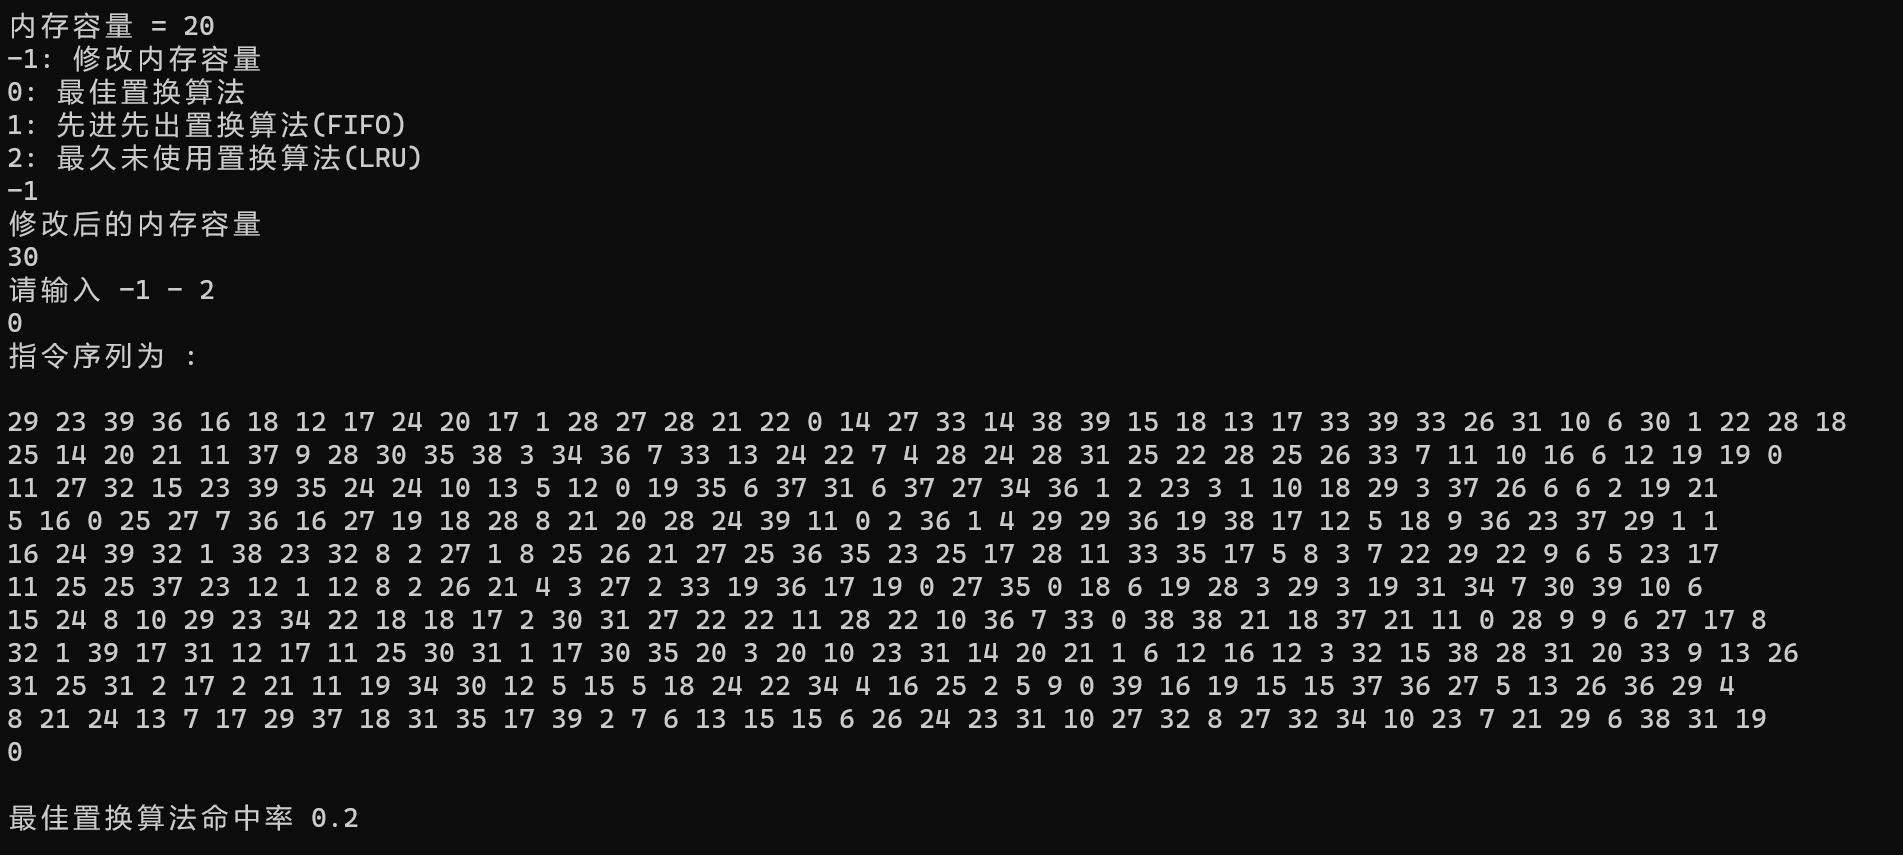 内存容量 = 20
-1: 修改内存容量
0: 最佳置换算法
1: 先进先出置换算法(FIFO)
2: 最久未使用置换算法(LRU)
-1
修改后的内存容量
30
请输入 -1 - 2
0
指令序列为 :
29 23 39 36 16 18 12 17 24 20 17 1 28 27 28 21 22 0 14 27 33 14 38 39 15 18 13 17 33 39 33 26 31 10 6 30 1 22 28 18
25 14 20 21 11 37 9 28 30 35 38 3 34 36 7 33 13 24 22 7 4 28 24 28 31 25 22 28 25 26 33 7 11 10 16 6 12 19 19 0
11 27 32 15 23 39 35 24 24 10 13 5 12 0 19 35 6 37 31 6 37 27 34 36 1 2 23 3 1 10 18 29 3 37 26 6 6 2 19 21
5 16 0 25 27 7 36 16 27 19 18 28 8 21 20 28 24 39 11 0 2 36 1 4 29 29 36 19 38 17 12 5 18 9 36 23 37 29 1 1
16 24 39 32 1 38 23 32 8 2 27 1 8 25 26 21 27 25 36 35 23 25 17 28 11 33 35 17 5 8 3 7 22 29 22 9 6 5 23 17
11 25 25 37 23 12 1 12 8 2 26 21 4 3 27 2 33 19 36 17 19 0 27 35 0 18 6 19 28 3 29 3 19 31 34 7 30 39 10 6
15 24 8 10 29 23 34 22 18 18 17 2 30 31 27 22 22 11 28 22 10 36 7 33 0 38 38 21 18 37 21 11 0 28 9 9 6 27 17 8
32 1 39 17 31 12 17 11 25 30 31 1 17 30 35 20 3 20 10 23 31 14 20 21 1 6 12 16 12 3 32 15 38 28 31 20 33 9 13 26
31 25 31 2 17 2 21 11 19 34 30 12 5 15 5 18 24 22 34 4 16 25 2 5 9 0 39 16 19 15 15 37 36 27 5 13 26 36 29 4
8 21 24 13 7 17 29 37 18 31 35 17 39 2 7 6 13 15 15 6 26 24 23 31 10 27 32 8 27 32 34 10 23 7 21 29 6 38 31 19
0
最佳置换算法命中率 0.2